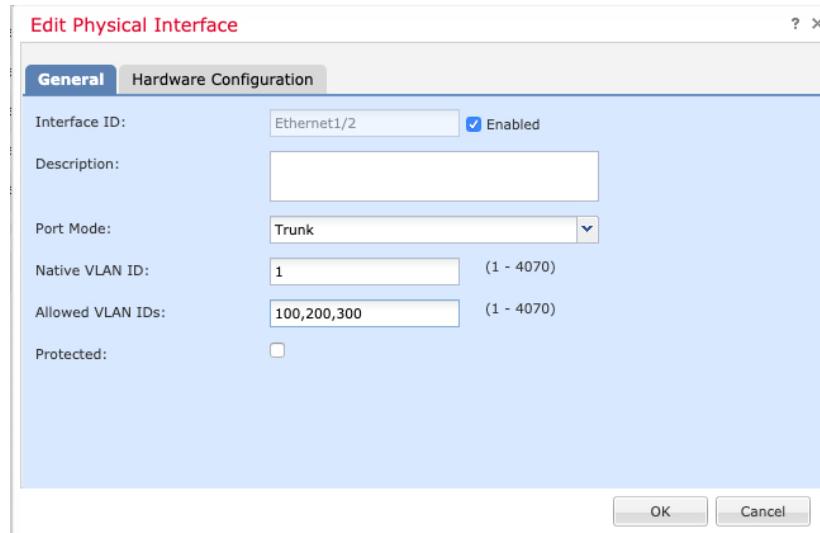 Edit Physical Interface ? ×
General Hardware Configuration
Interface ID: Ethernet1/2 Enabled
Description:
Port Mode: Trunk
Native VLAN ID: 1 (1 - 4070)
Allowed VLAN IDs: 100,200,300 (1 - 4070)
Protected:
OK Cancel